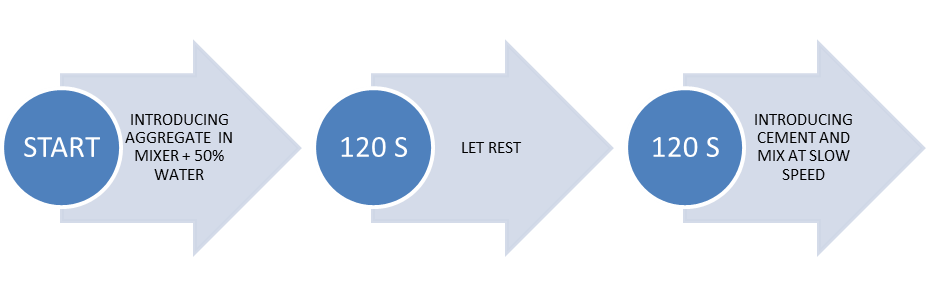 START
INTRODUCING
AGGREGATE IN
MIXER + 50%
WATER
120 S
LET REST
120 S
INTRODUCING
CEMENT AND
MIX AT SLOW
SPEED